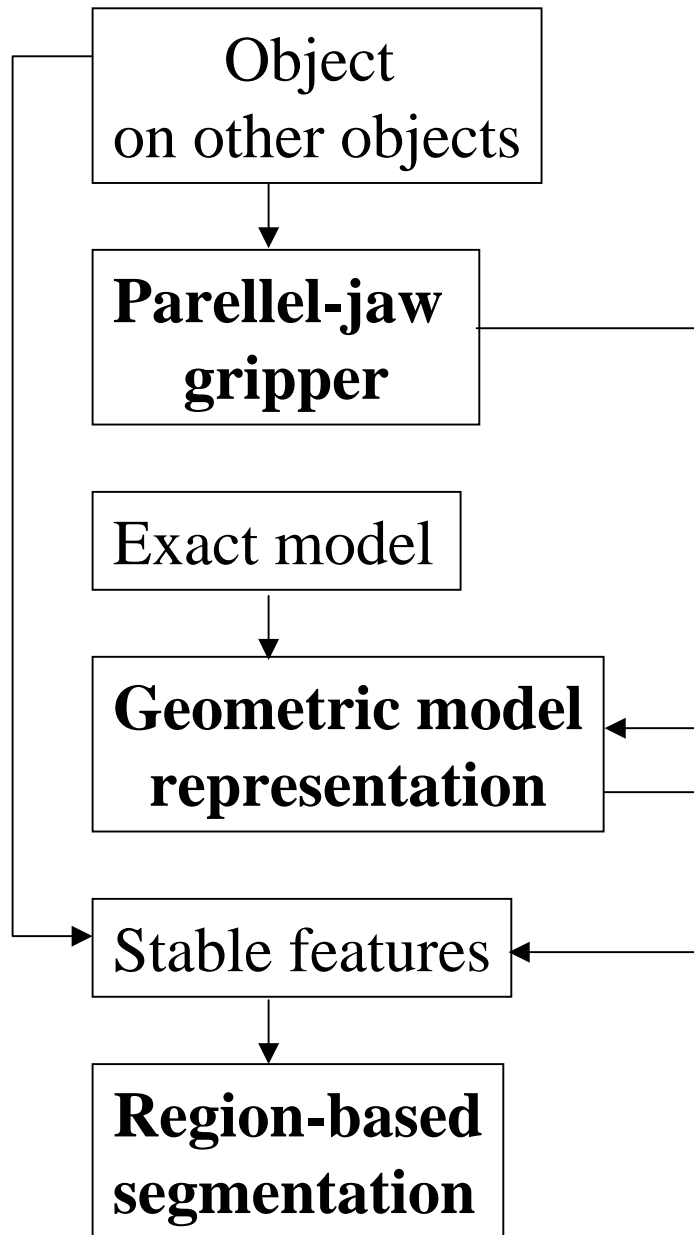 Object
on other objects
Parellel-jaw
gripper
Exact model
Geometric model
representation
Stable features
Region-based
segmentation